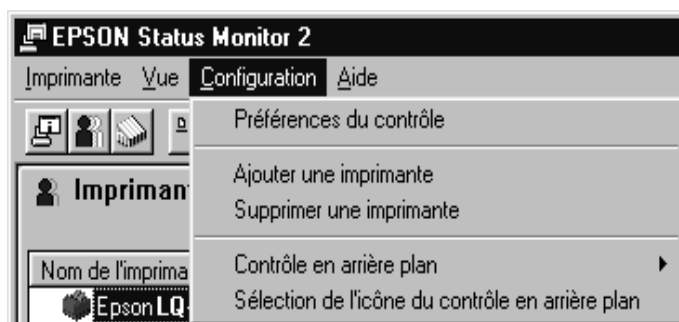 EPSON Status Monitor 2
Imprimante Vue Configuration Aide
Préférences du contrôle
Ajouter une imprimante
Supprimer une imprimante
Impriman
Contrôle en arrière plan
Nom de l'imprima
Sélection de l'icône du contrôle en arrière plan
Epson LQ-